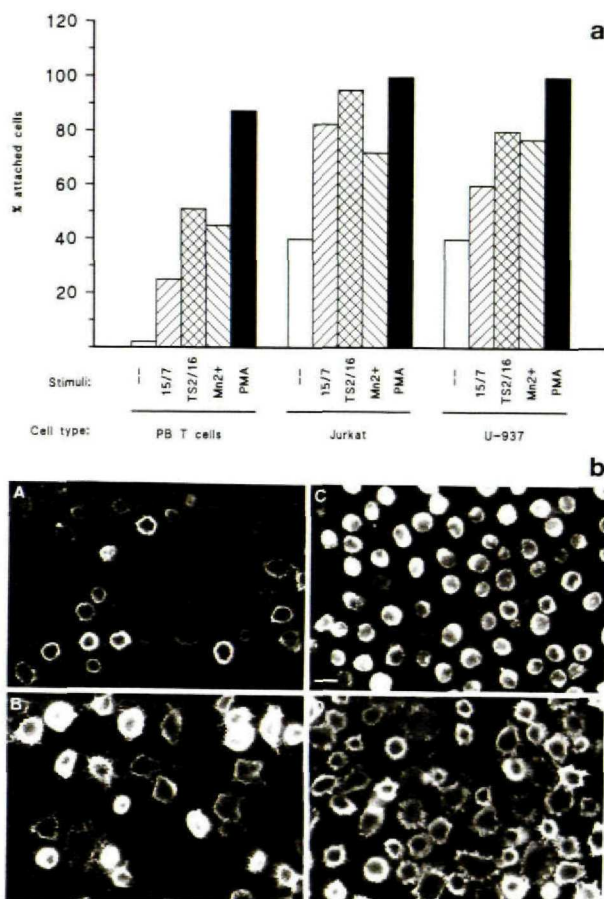 a
120
100
80
60
40
20
% attached cells
Stimuli: -- 15/7 TS2/16 Mn2+ PMA -- 15/7 TS2/16 Mn2+ PMA -- 15/7 TS2/16 Mn2+ PMA
Cell type: PB T cells Jurkat U-937
b
A C
B